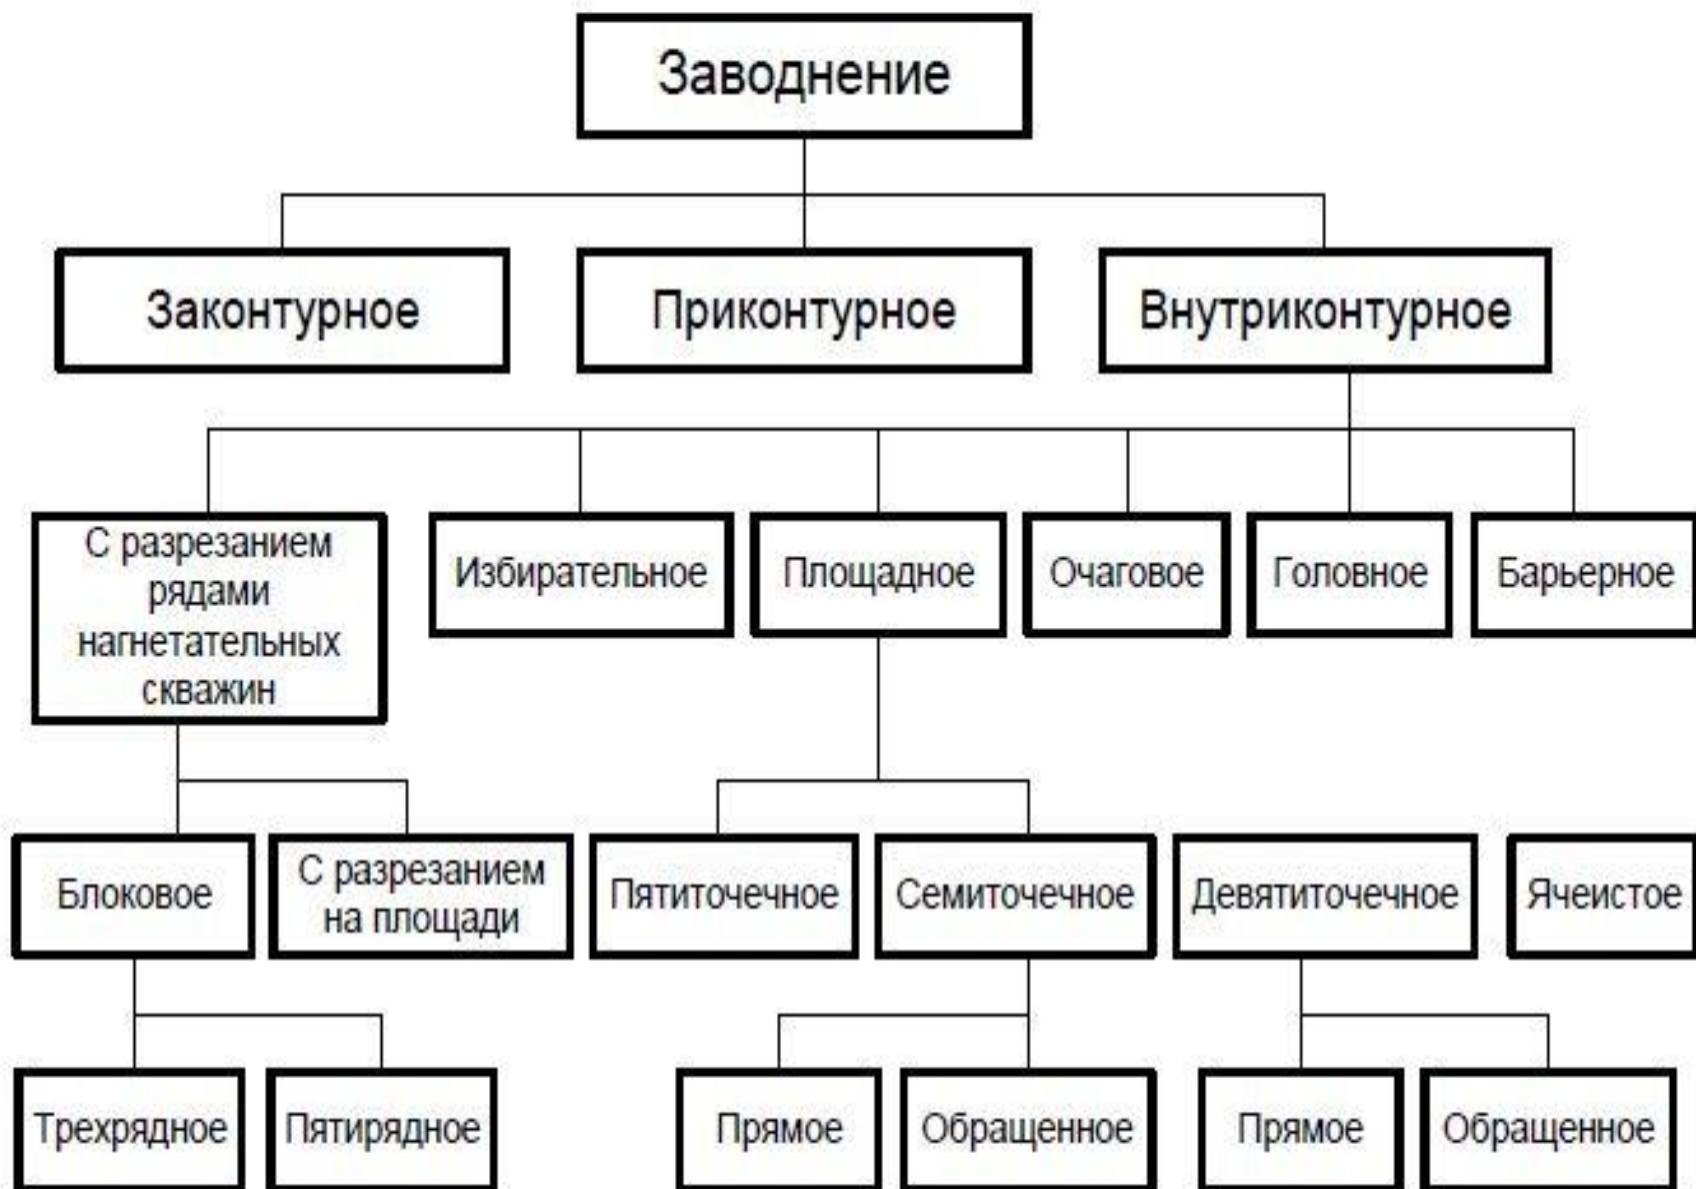 Заводнение
Законтурное
Приконтурное
Внутриконтурное
С разрезанием
рядами
нагнетательных
скважин
Избирательное
Площадное
Очаговое
Головное
Барьерное
Блоковое
С разрезанием
на площади
Пятиточечное
Семиточечное
Девятиточечное
Ячеистое
Трехрядное
Пятирядное
Прямое
Обращенное
Прямое
Обращенное